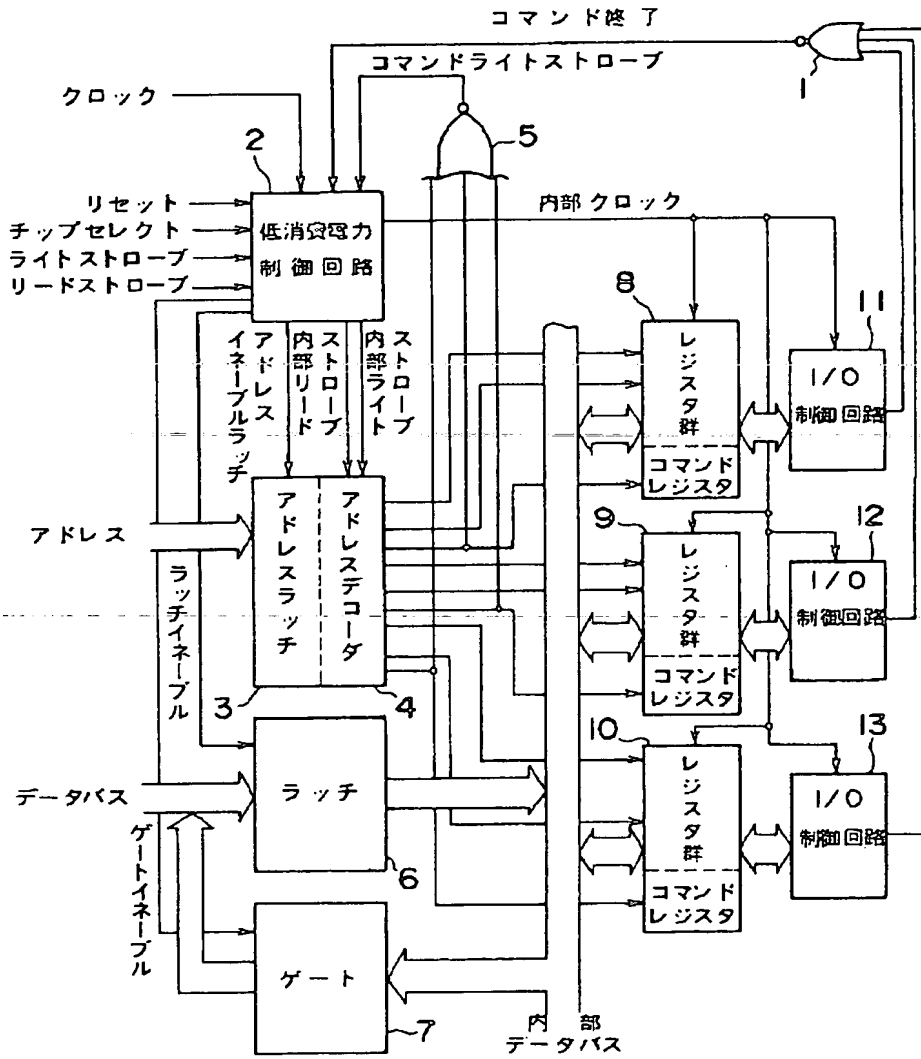 コマンド終了
1
コマンドライトストローブ
クロック
5
2
リセット
チップセレクト
ライトストローブ
リードストローブ
低消費電力
制御回路
内部クロック
アドレス
イネーブルラッチ
内部リード
ストローブ
内部ライト
ストローブ
8
レジスタ群
コマンド
レジスタ
11
I/O
制御回路
アドレス
アドレスラッチ
アドレスデコーダ
3
4
9
レジスタ群
コマンド
レジスタ
12
I/O
制御回路
ラッチイネーブル
データバス
ラッチ
6
10
レジスタ群
コマンド
レジスタ
13
I/O
制御回路
ゲートイネーブル
ゲート
7
内部
データバス